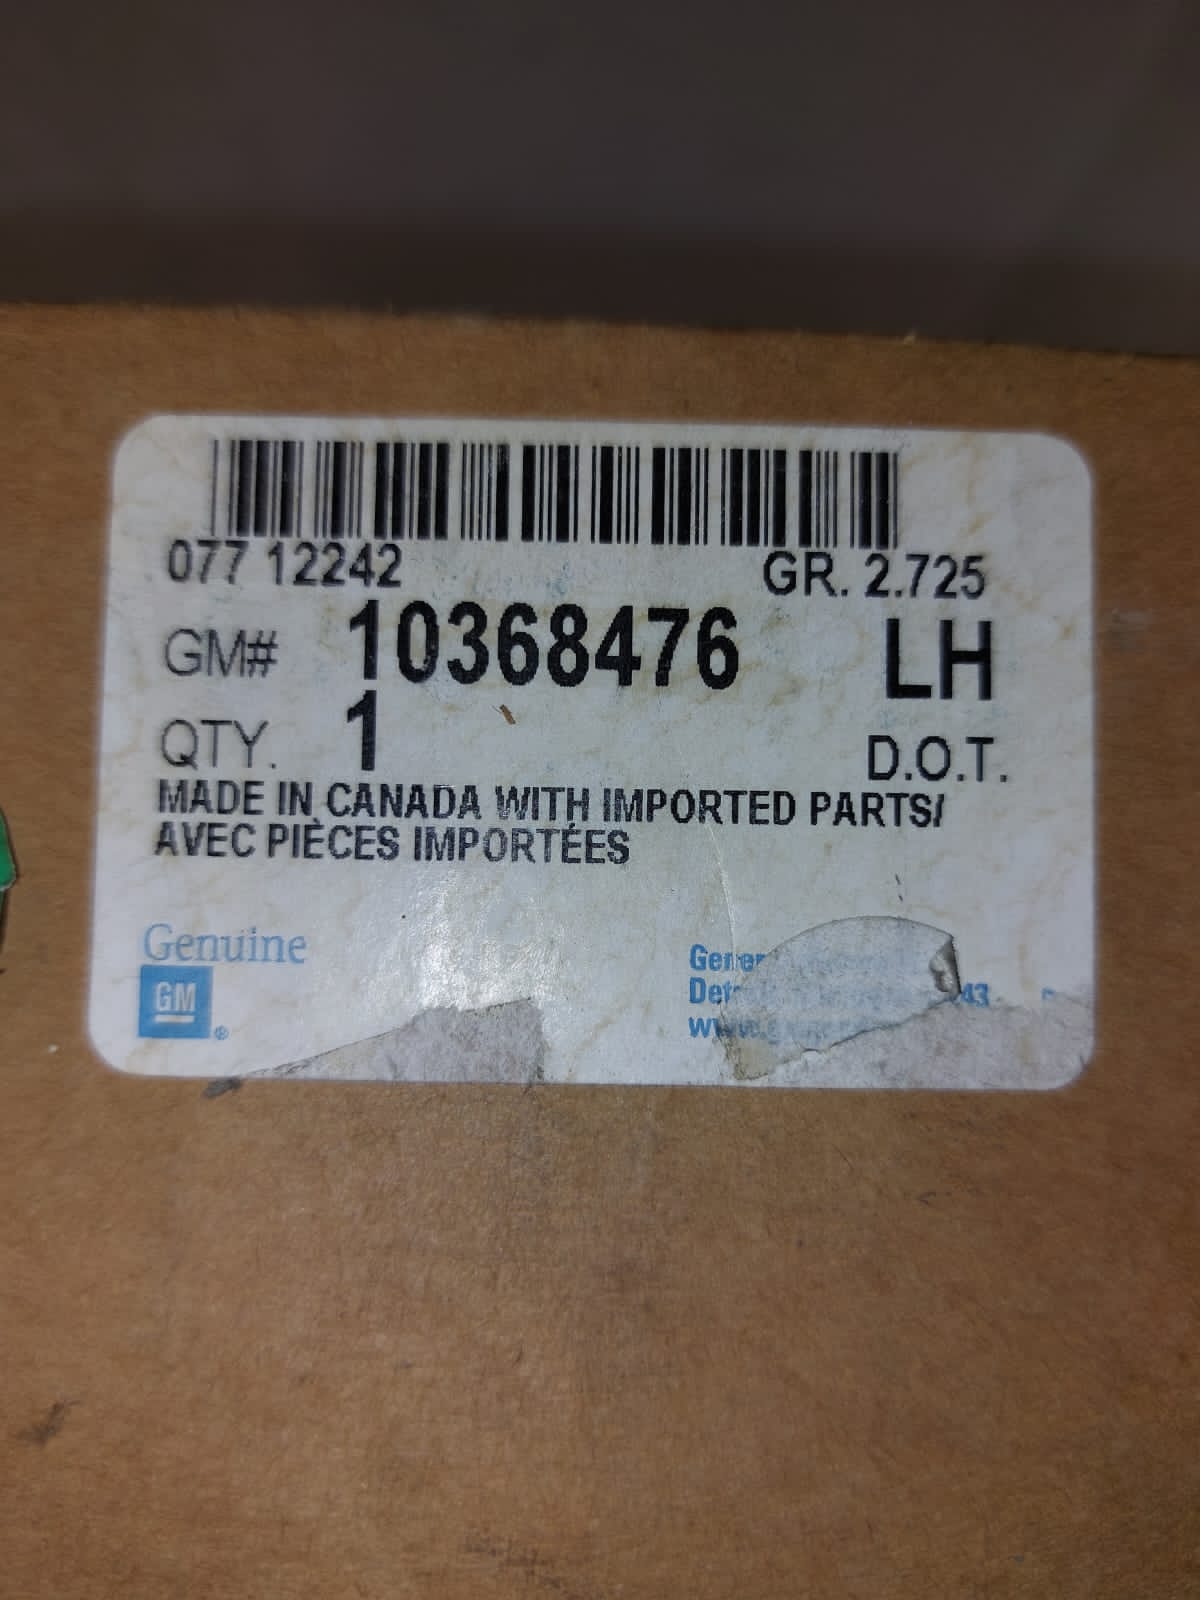 077 12242 GR. 2.725
GM# 10368476 LH
QTY. 1 D.O.T.
MADE IN CANADA WITH IMPORTED PARTS/
AVEC PIÈCES IMPORTÉES
Genuine
GM ®